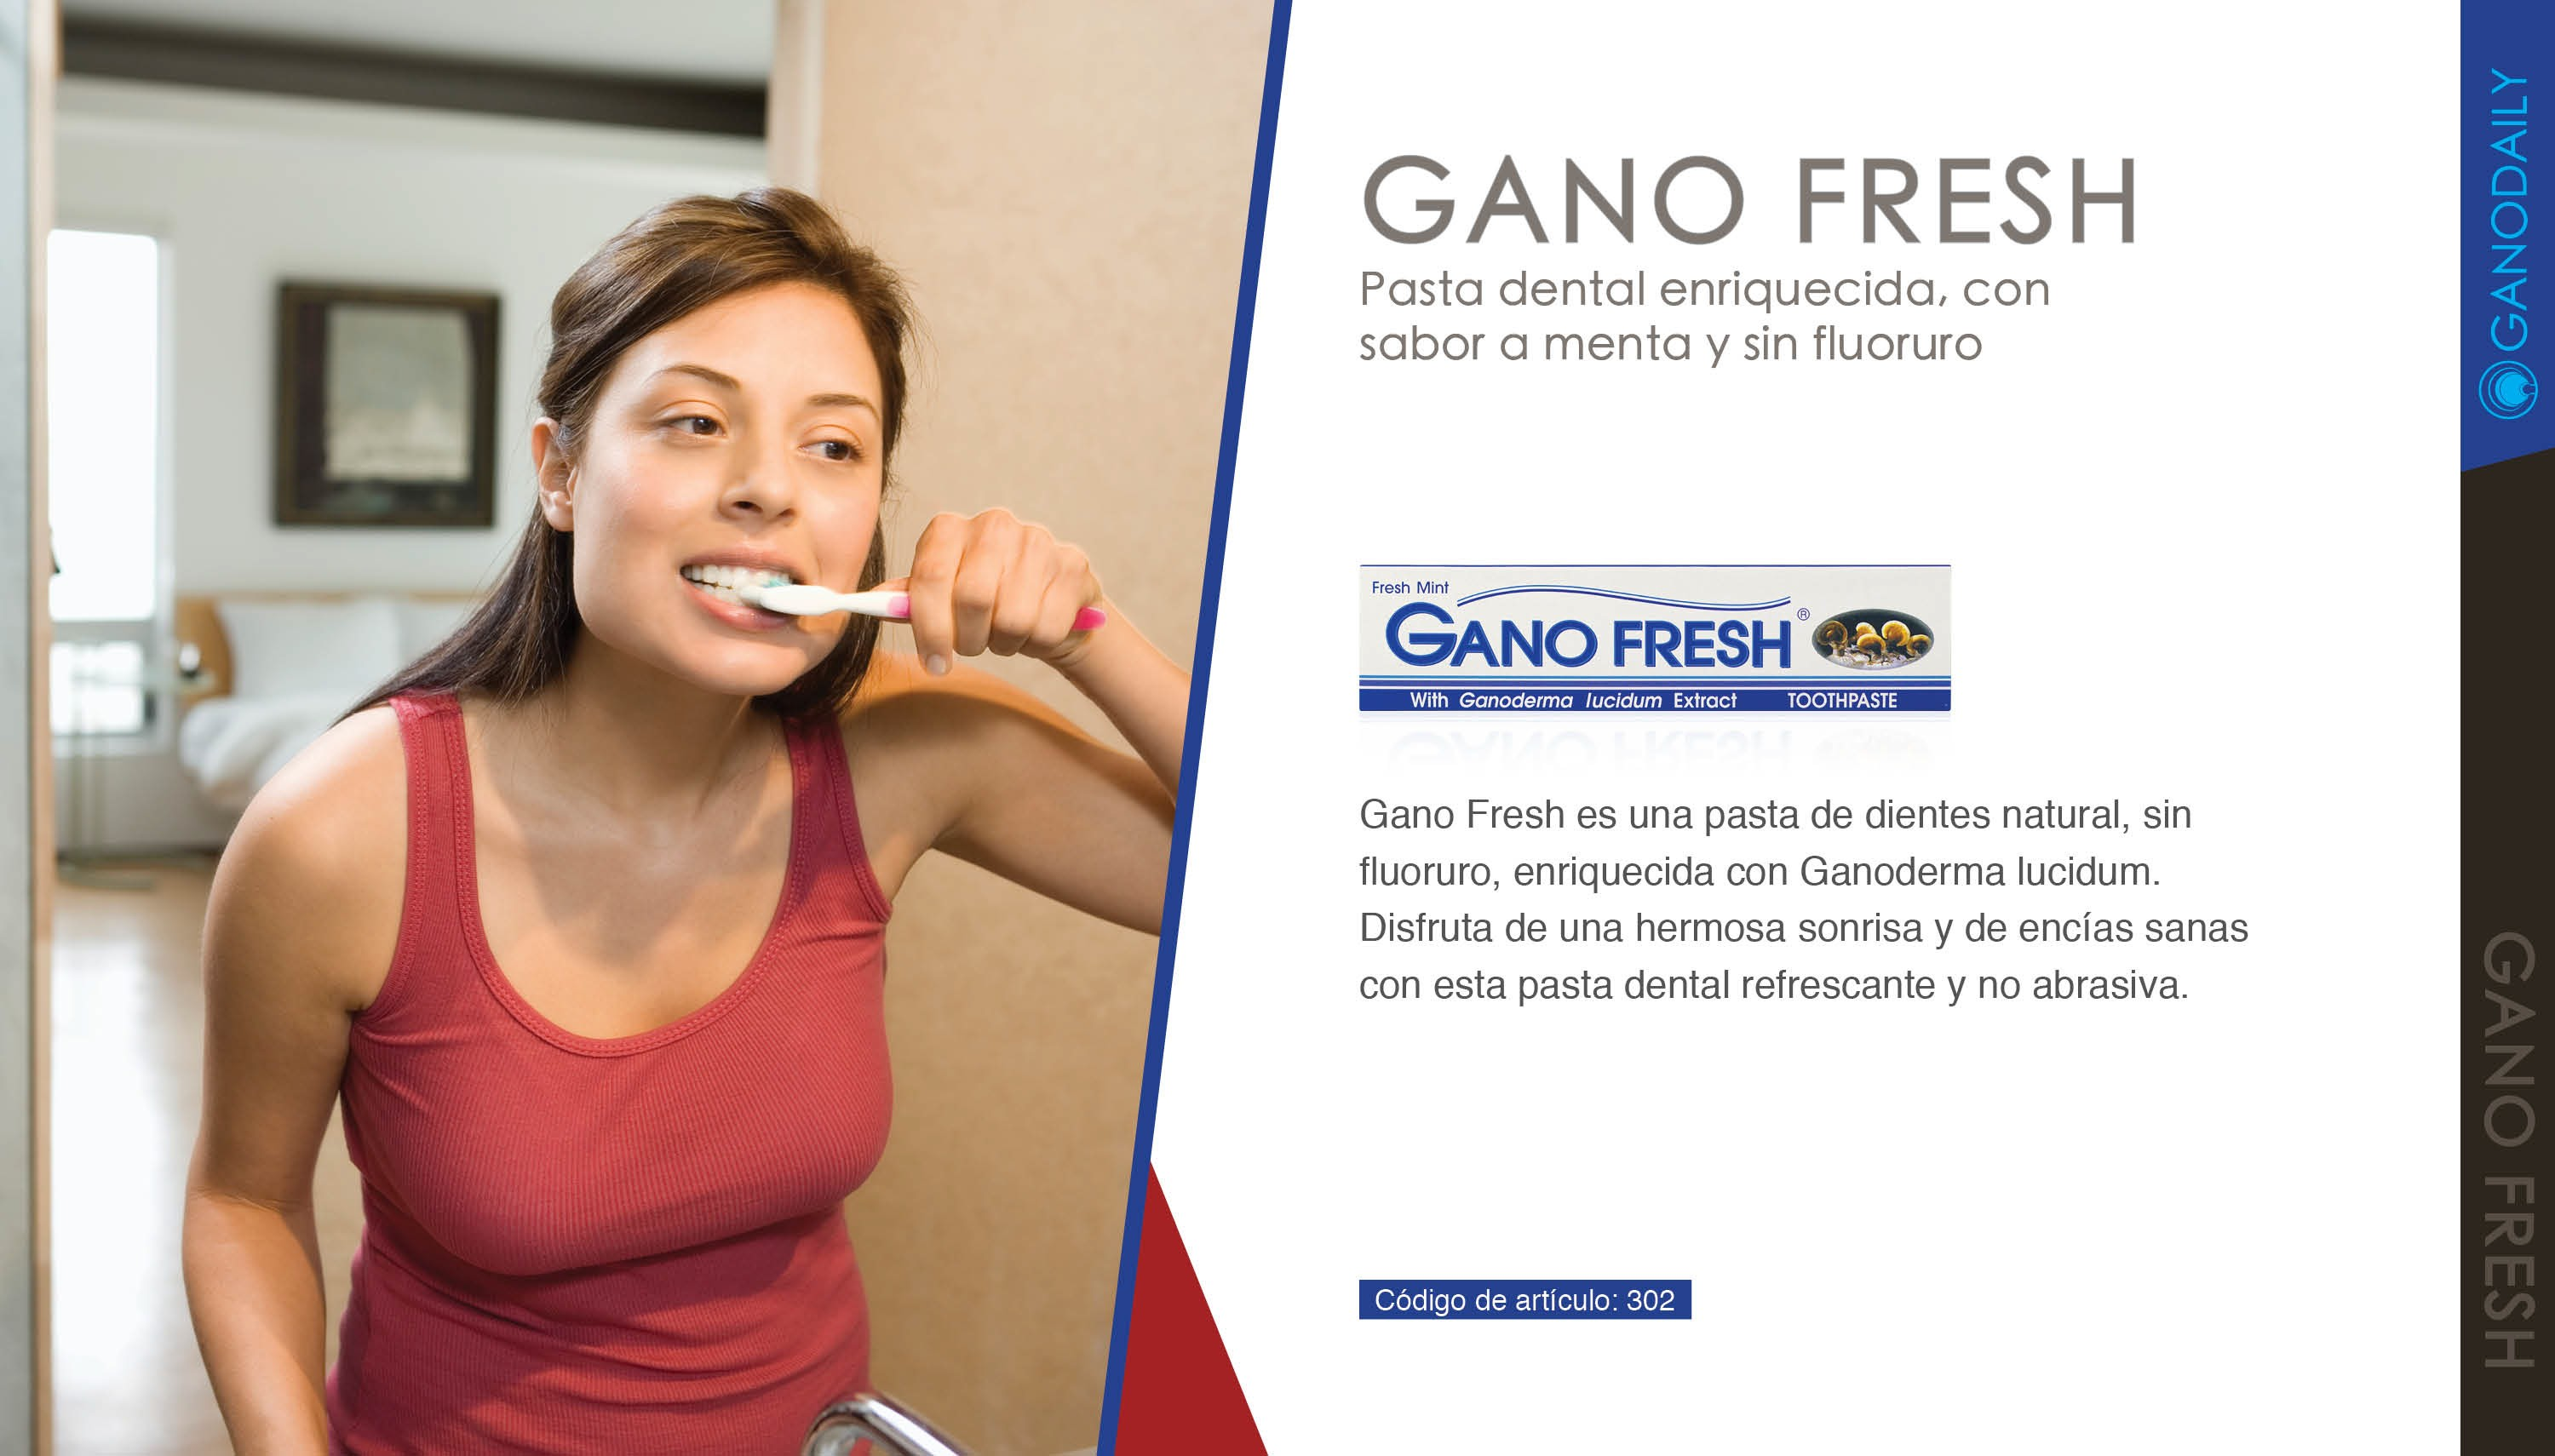 GANO FRESH
Pasta dental enriquecida, con
sabor a menta y sin fluoruro
Fresh Mint
GANO FRESH®
With Ganoderma lucidum Extract TOOTHPASTE
Gano Fresh es una pasta de dientes natural, sin
fluoruro, enriquecida con Ganoderma lucidum.
Disfruta de una hermosa sonrisa y de encías sanas
con esta pasta dental refrescante y no abrasiva.
Código de artículo: 302
GANODAILY
GANO FRESH